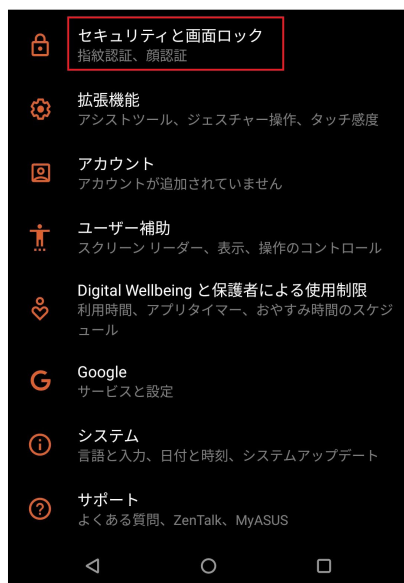 セキュリティと画面ロック
指紋認証、顔認証
拡張機能
アシストツール、ジェスチャー操作、タッチ感度
アカウント
アカウントが追加されていません
ユーザー補助
スクリーン リーダー、表示、操作のコントロール
Digital Wellbeing と保護者による使用制限
利用時間、アプリタイマー、おやすみ時間のスケジ
ュール
Google
サービスと設定
システム
言語と入力、日付と時刻、システムアップデート
サポート
よくある質問、ZenTalk、MyASUS